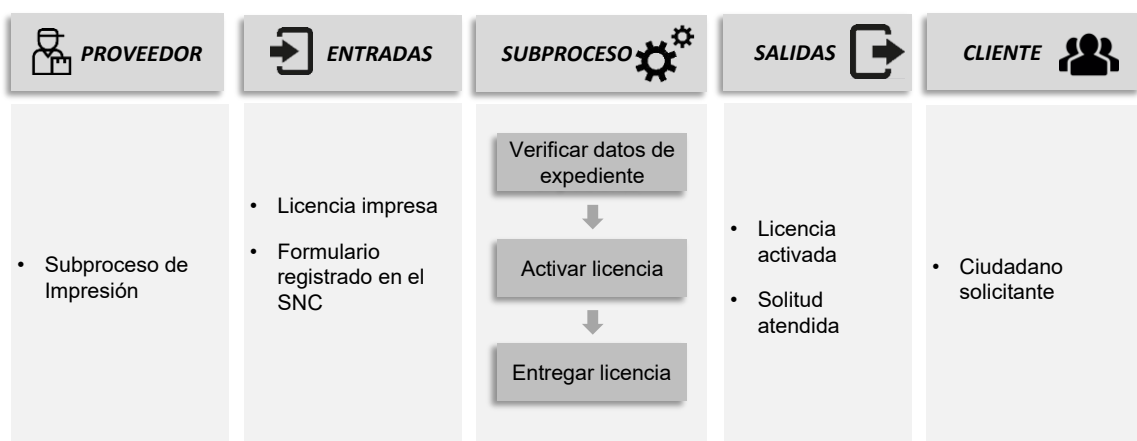 PROVEEDOR
ENTRADAS
SUBPROCESO
SALIDAS
CLIENTE
• Subproceso de
Impresión
• Licencia impresa
• Formulario
registrado en el
SNC
Verificar datos de
expediente
Activar licencia
Entregar licencia
• Licencia
activada
• Solitud
atendida
• Ciudadano
solicitante